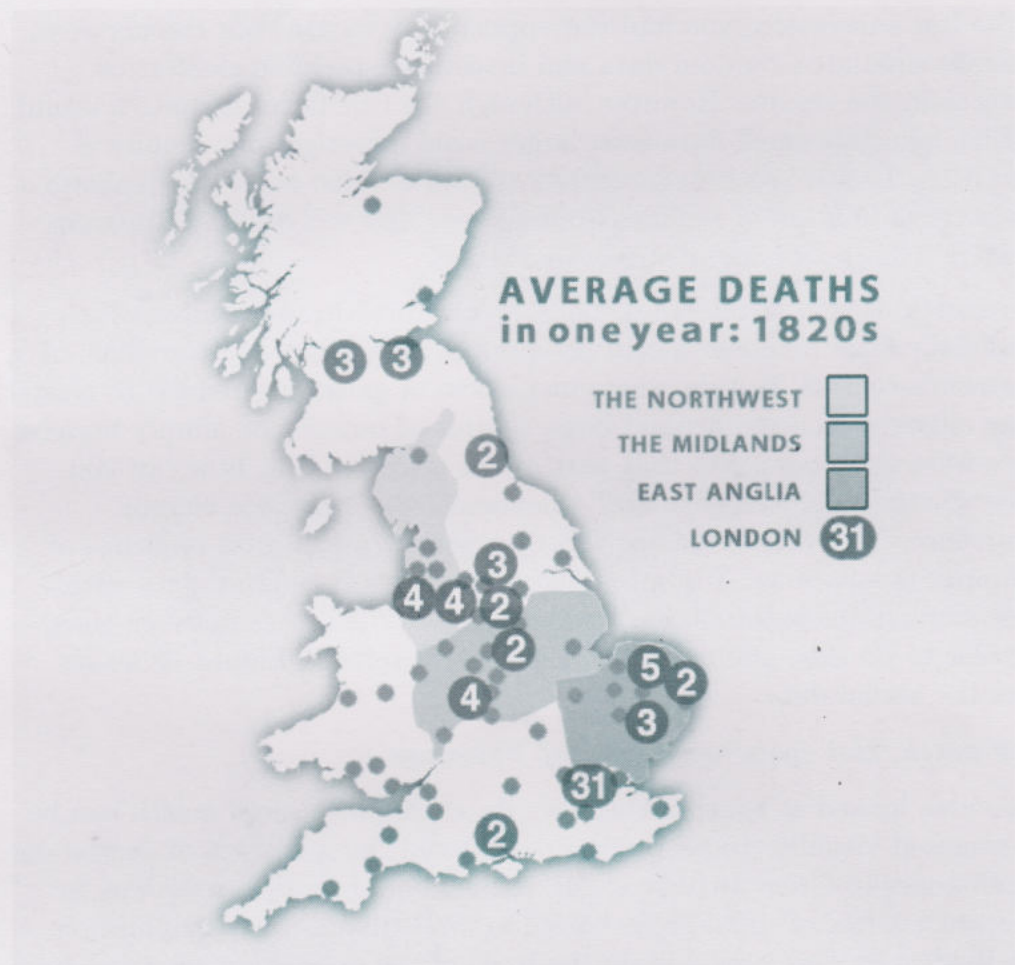 AVERAGE DEATHS
in one year: 1820s
THE NORTHWEST
THE MIDLANDS
EAST ANGLIA
LONDON 31
3 3
2
3
4 4 2
2
5
2
4
3
31
2